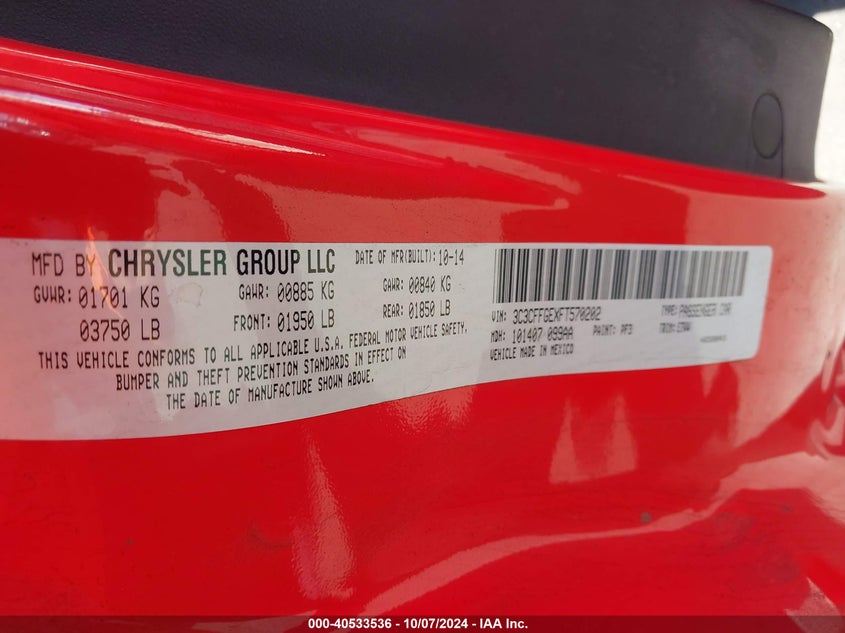 MFD BY CHRYSLER GROUP LLC DATE OF MFR(BUILT): 10-14
GVWR: 01701 KG GAWR: 00885 KG GAWR: 00840 KG
03750 LB FRONT: 01950 LB REAR: 01850 LB
THIS VEHICLE CONFORMS TO ALL APPLICABLE U.S.A. FEDERAL MOTOR VEHICLE SAFETY,
BUMPER AND THEFT PREVENTION STANDARDS IN EFFECT ON
THE DATE OF MANUFACTURE SHOWN ABOVE.
VIN: 3C3CFFGEXFT570202 TYPE: PASSENGER CAR
MDH: 101407 099AA PAINT: PF3 TRIM:
VEHICLE MADE IN MEXICO
000-40533536 - 10/07/2024 - IAA Inc.